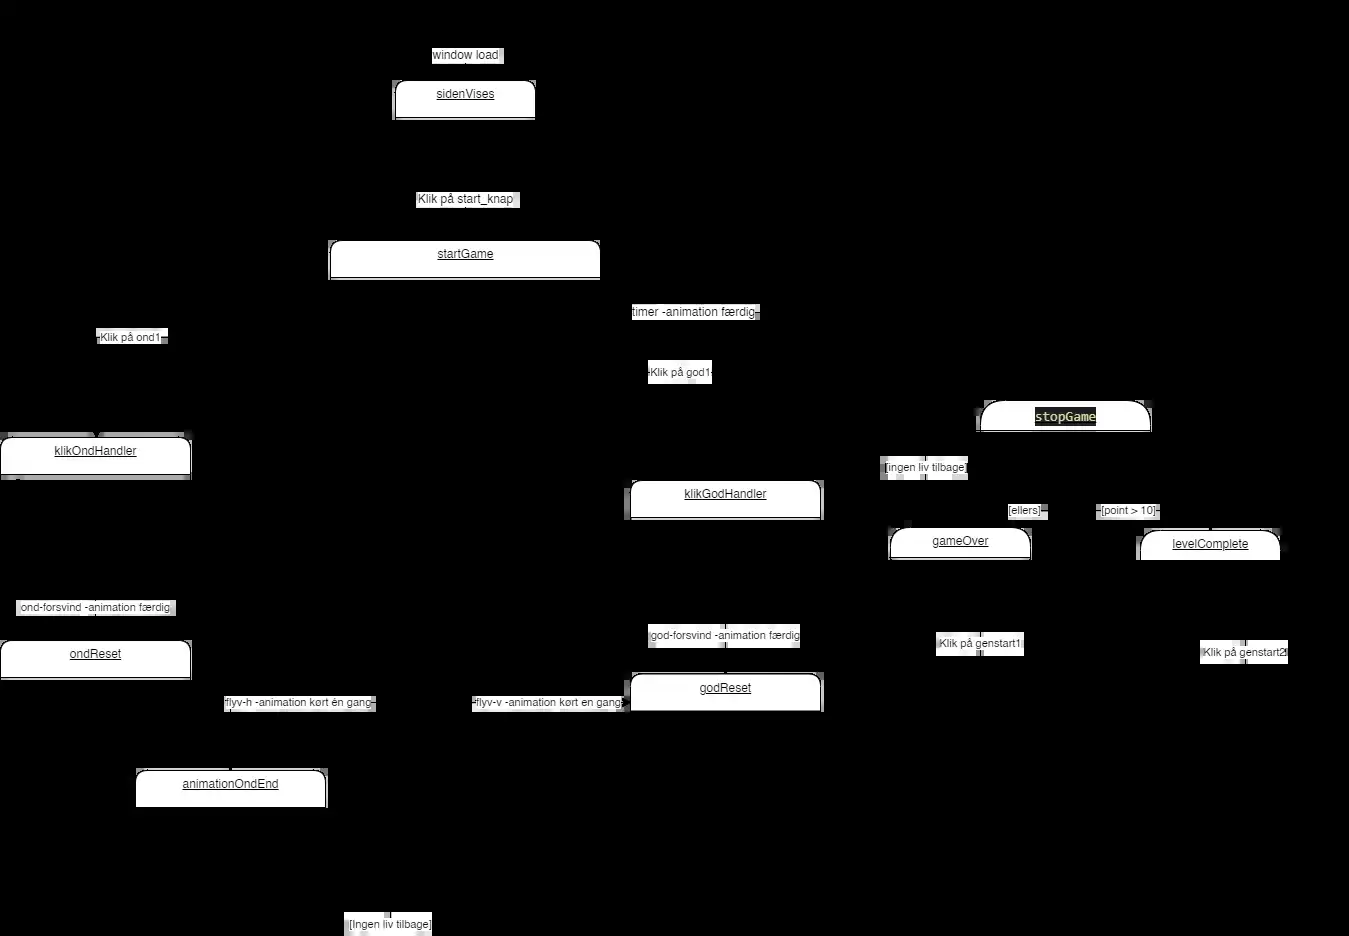 window load
sidenVises
Klik på start_knap
startGame
timer -animation færdig
Klik på ond1
Klik på god1
stopGame
klikOndHandler
[ingen liv tilbage]
klikGodHandler
[ellers]
[point > 10]
gameOver
levelComplete
ond-forsvind -animation færdig
god-forsvind -animation færdig
Klik på genstart1
Klik på genstart2
ondReset
godReset
flyv-h -animation kørt én gang
flyv-v -animation kørt en gang
animationOndEnd
[Ingen liv tilbage]